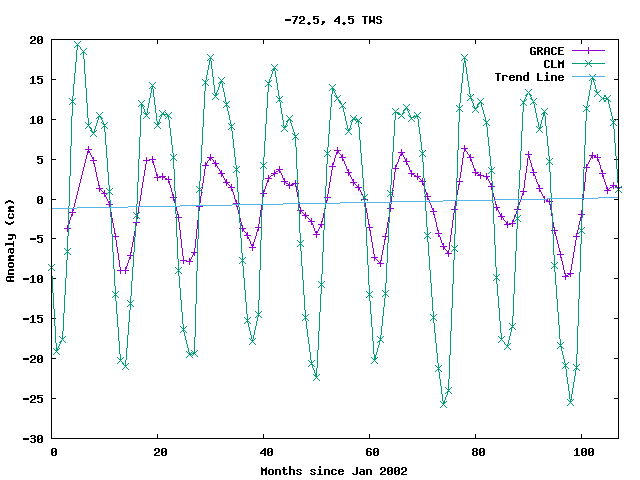 -72.5, 4.5 TWS
GRACE
CLM
Trend Line
20
15
10
5
0
-5
-10
-15
-20
-25
-30
Anomaly (cm)
0 20 40 60 80 100
Months since Jan 2002